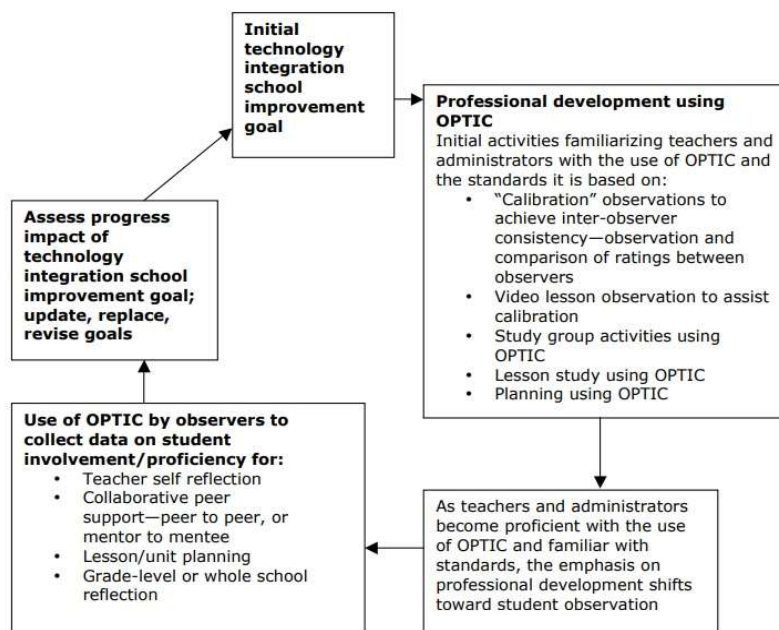 Initial
technology
integration
school
improvement
goal
Professional development using
OPTIC
Initial activities familiarizing teachers and
administrators with the use of OPTIC and
the standards it is based on:
• “Calibration” observations to
achieve inter-observer
consistency—observation and
comparison of ratings between
observers
• Video lesson observation to assist
calibration
• Study group activities using
OPTIC
• Lesson study using OPTIC
• Planning using OPTIC
As teachers and administrators
become proficient with the use
of OPTIC and familiar with
standards, the emphasis on
professional development shifts
toward student observation
Use of OPTIC by observers to
collect data on student
involvement/proficiency for:
• Teacher self reflection
• Collaborative peer
support—peer to peer, or
mentor to mentee
• Lesson/unit planning
• Grade-level or whole school
reflection
Assess progress
impact of
technology
integration school
improvement goal;
update, replace,
revise goals